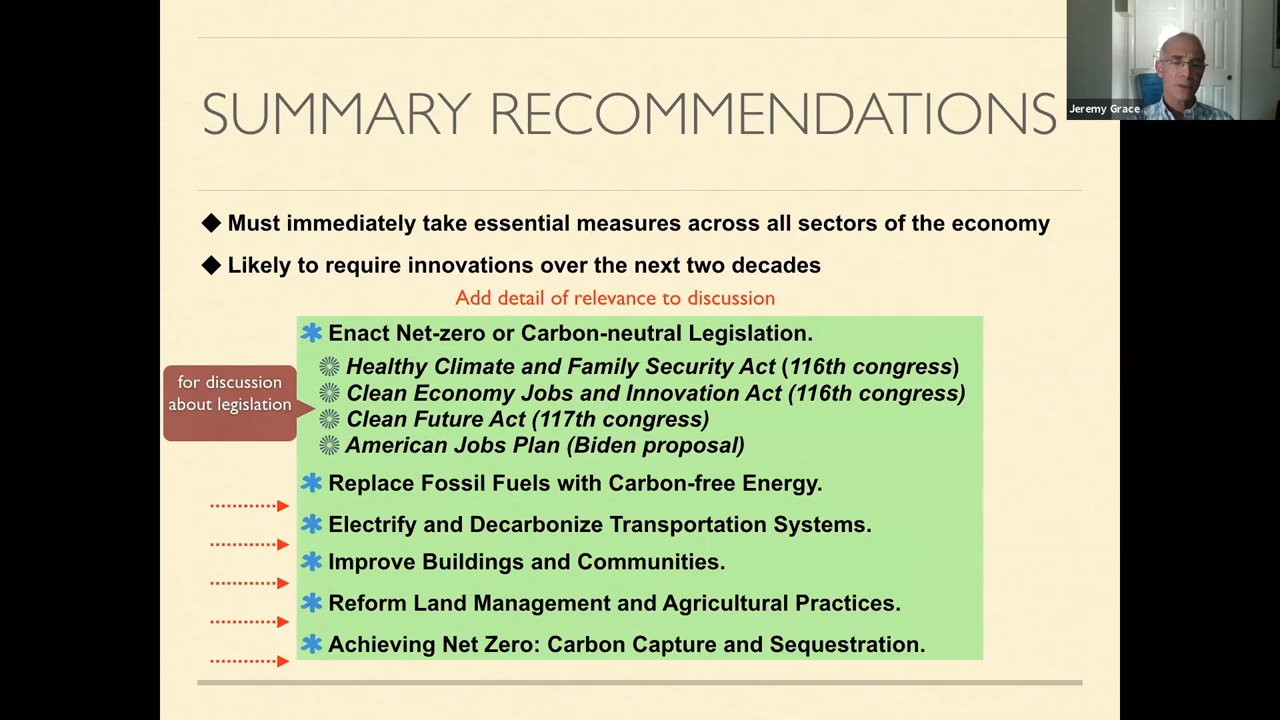 SUMMARY RECOMMENDATIONS
Jeremy Grace
Must immediately take essential measures across all sectors of the economy
Likely to require innovations over the next two decades
Add detail of relevance to discussion
Enact Net-zero or Carbon-neutral Legislation.
Healthy Climate and Family Security Act (116th congress)
for discussion
about legislation
Clean Economy Jobs and Innovation Act (116th congress)
Clean Future Act (117th congress)
American Jobs Plan (Biden proposal)
Replace Fossil Fuels with Carbon-free Energy.
Electrify and Decarbonize Transportation Systems.
Improve Buildings and Communities.
Reform Land Management and Agricultural Practices.
Achieving Net Zero: Carbon Capture and Sequestration.